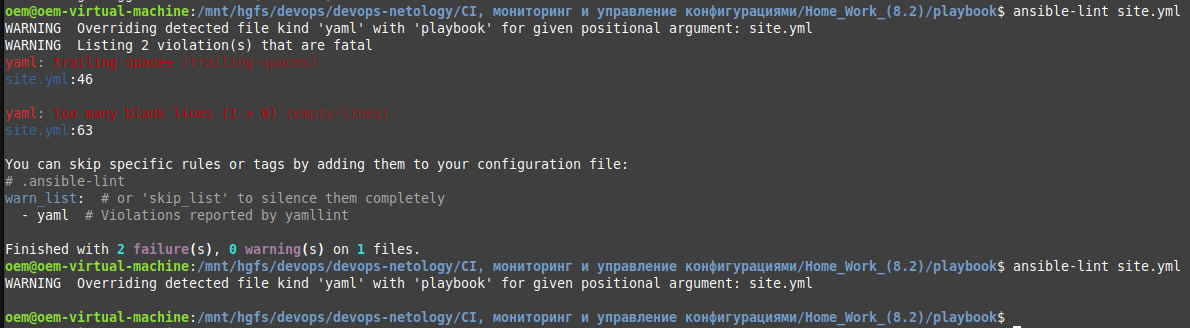 oem@oem-virtual-machine:/mnt/hgfs/devops/devops-netology/CI, мониторинг и управление конфигурациями/Home_Work_(8.2)/playbook$ ansible-lint site.yml
WARNING  Overriding detected file kind 'yaml' with 'playbook' for given positional argument: site.yml
WARNING  Listing 2 violation(s) that are fatal
yaml: trailing spaces (trailing-spaces)
site.yml:46
yaml: too many blank lines (1 > 0) (empty-lines)
site.yml:63
You can skip specific rules or tags by adding them to your configuration file:
# .ansible-lint
warn_list:  # or 'skip_list' to silence them completely
  - yaml  # Violations reported by yamllint
Finished with 2 failure(s), 0 warning(s) on 1 files.
oem@oem-virtual-machine:/mnt/hgfs/devops/devops-netology/CI, мониторинг и управление конфигурациями/Home_Work_(8.2)/playbook$ ansible-lint site.yml
WARNING  Overriding detected file kind 'yaml' with 'playbook' for given positional argument: site.yml
oem@oem-virtual-machine:/mnt/hgfs/devops/devops-netology/CI, мониторинг и управление конфигурациями/Home_Work_(8.2)/playbook$